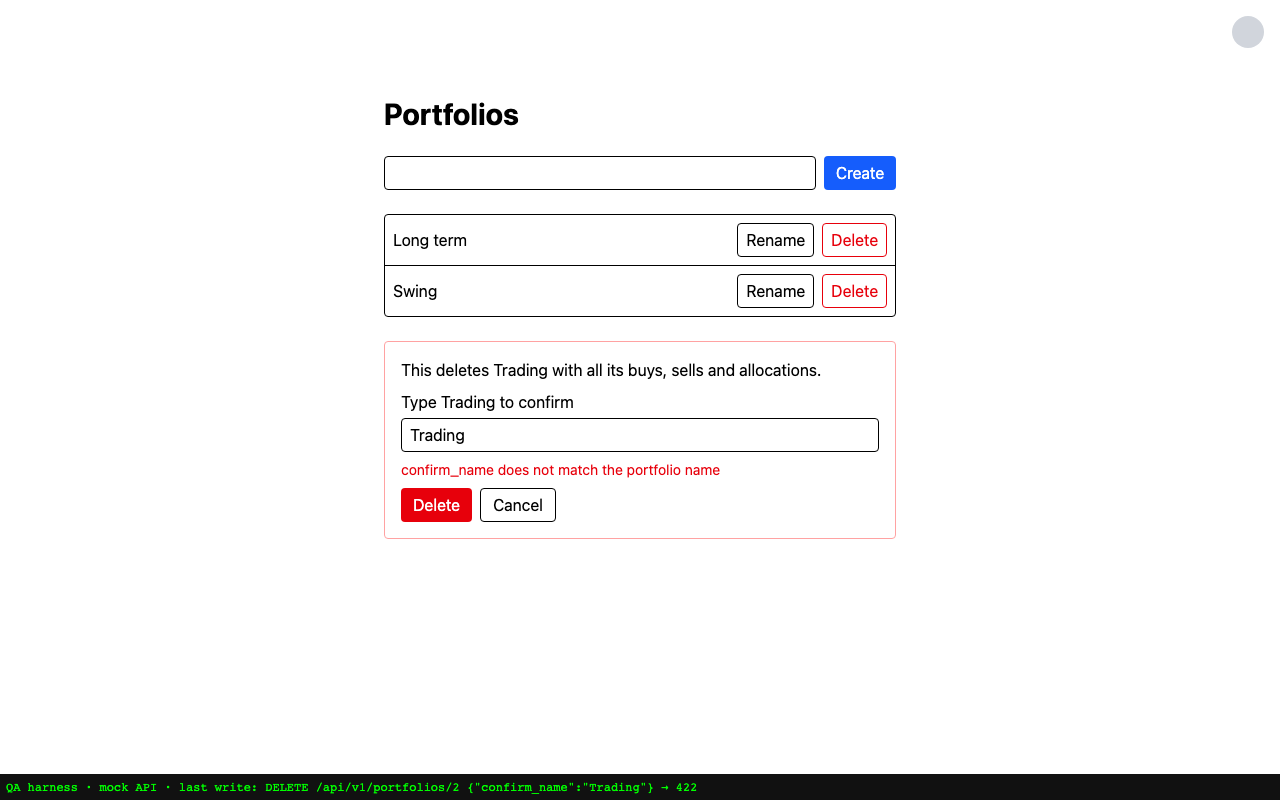 Portfolios
Create
Long term Rename Delete
Swing Rename Delete
This deletes Trading with all its buys, sells and allocations.
Type Trading to confirm
Trading
confirm_name does not match the portfolio name
Delete Cancel
QA harness · mock API · last write: DELETE /api/v1/portfolios/2 {"confirm_name":"Trading"} → 422